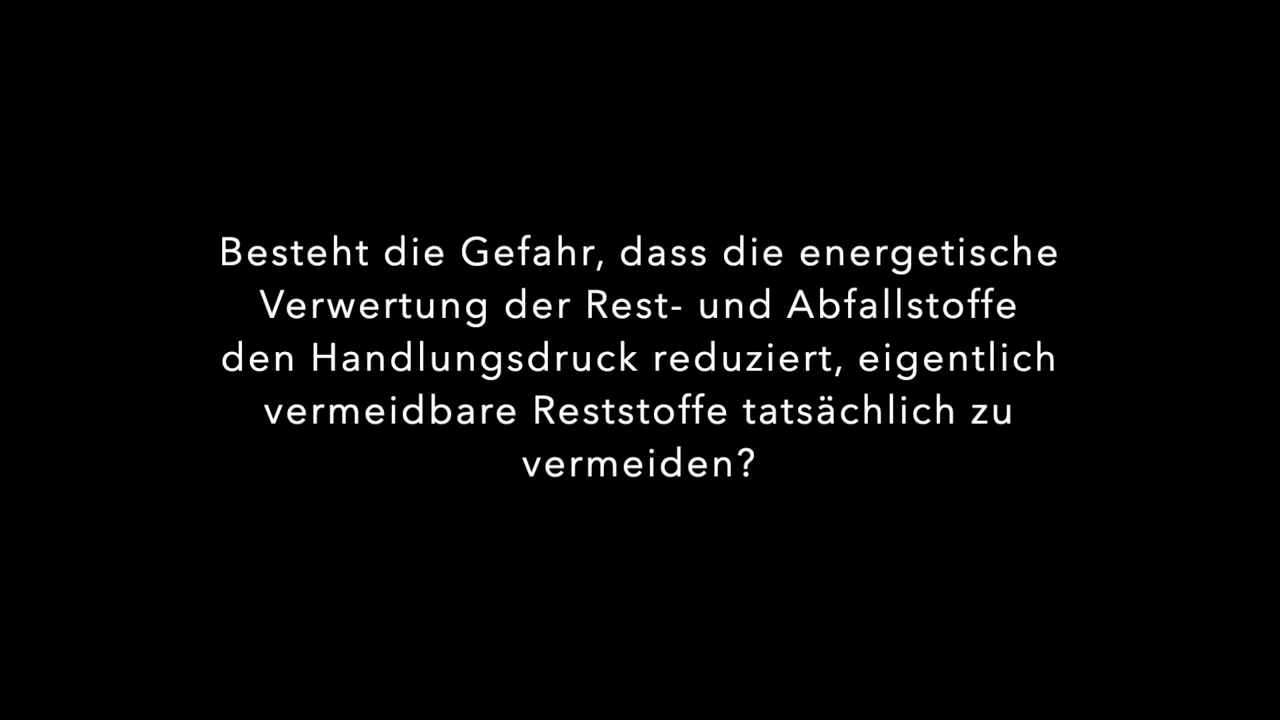 Besteht die Gefahr, dass die energetische
Verwertung der Rest- und Abfallstoffe
den Handlungsdruck reduziert, eigentlich
vermeidbare Reststoffe tatsächlich zu
vermeiden?